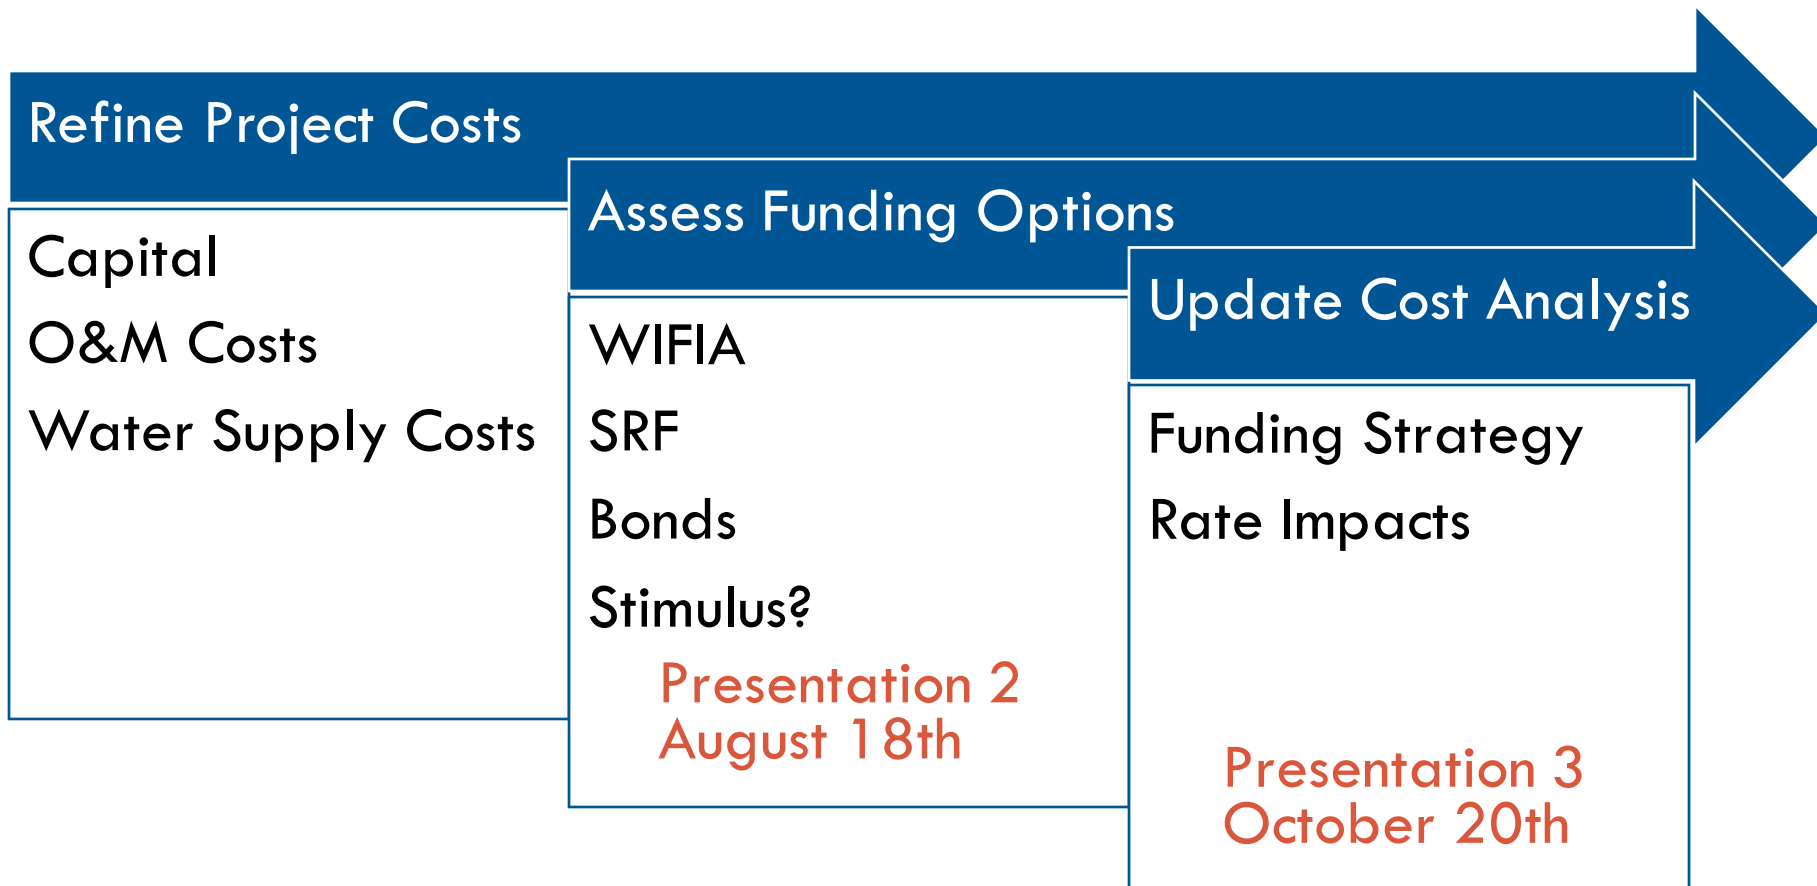 Refine Project Costs
Capital
O&M Costs
Water Supply Costs
Assess Funding Options
WIFIA
SRF
Bonds
Stimulus?
Presentation 2
August 18th
Update Cost Analysis
Funding Strategy
Rate Impacts
Presentation 3
October 20th